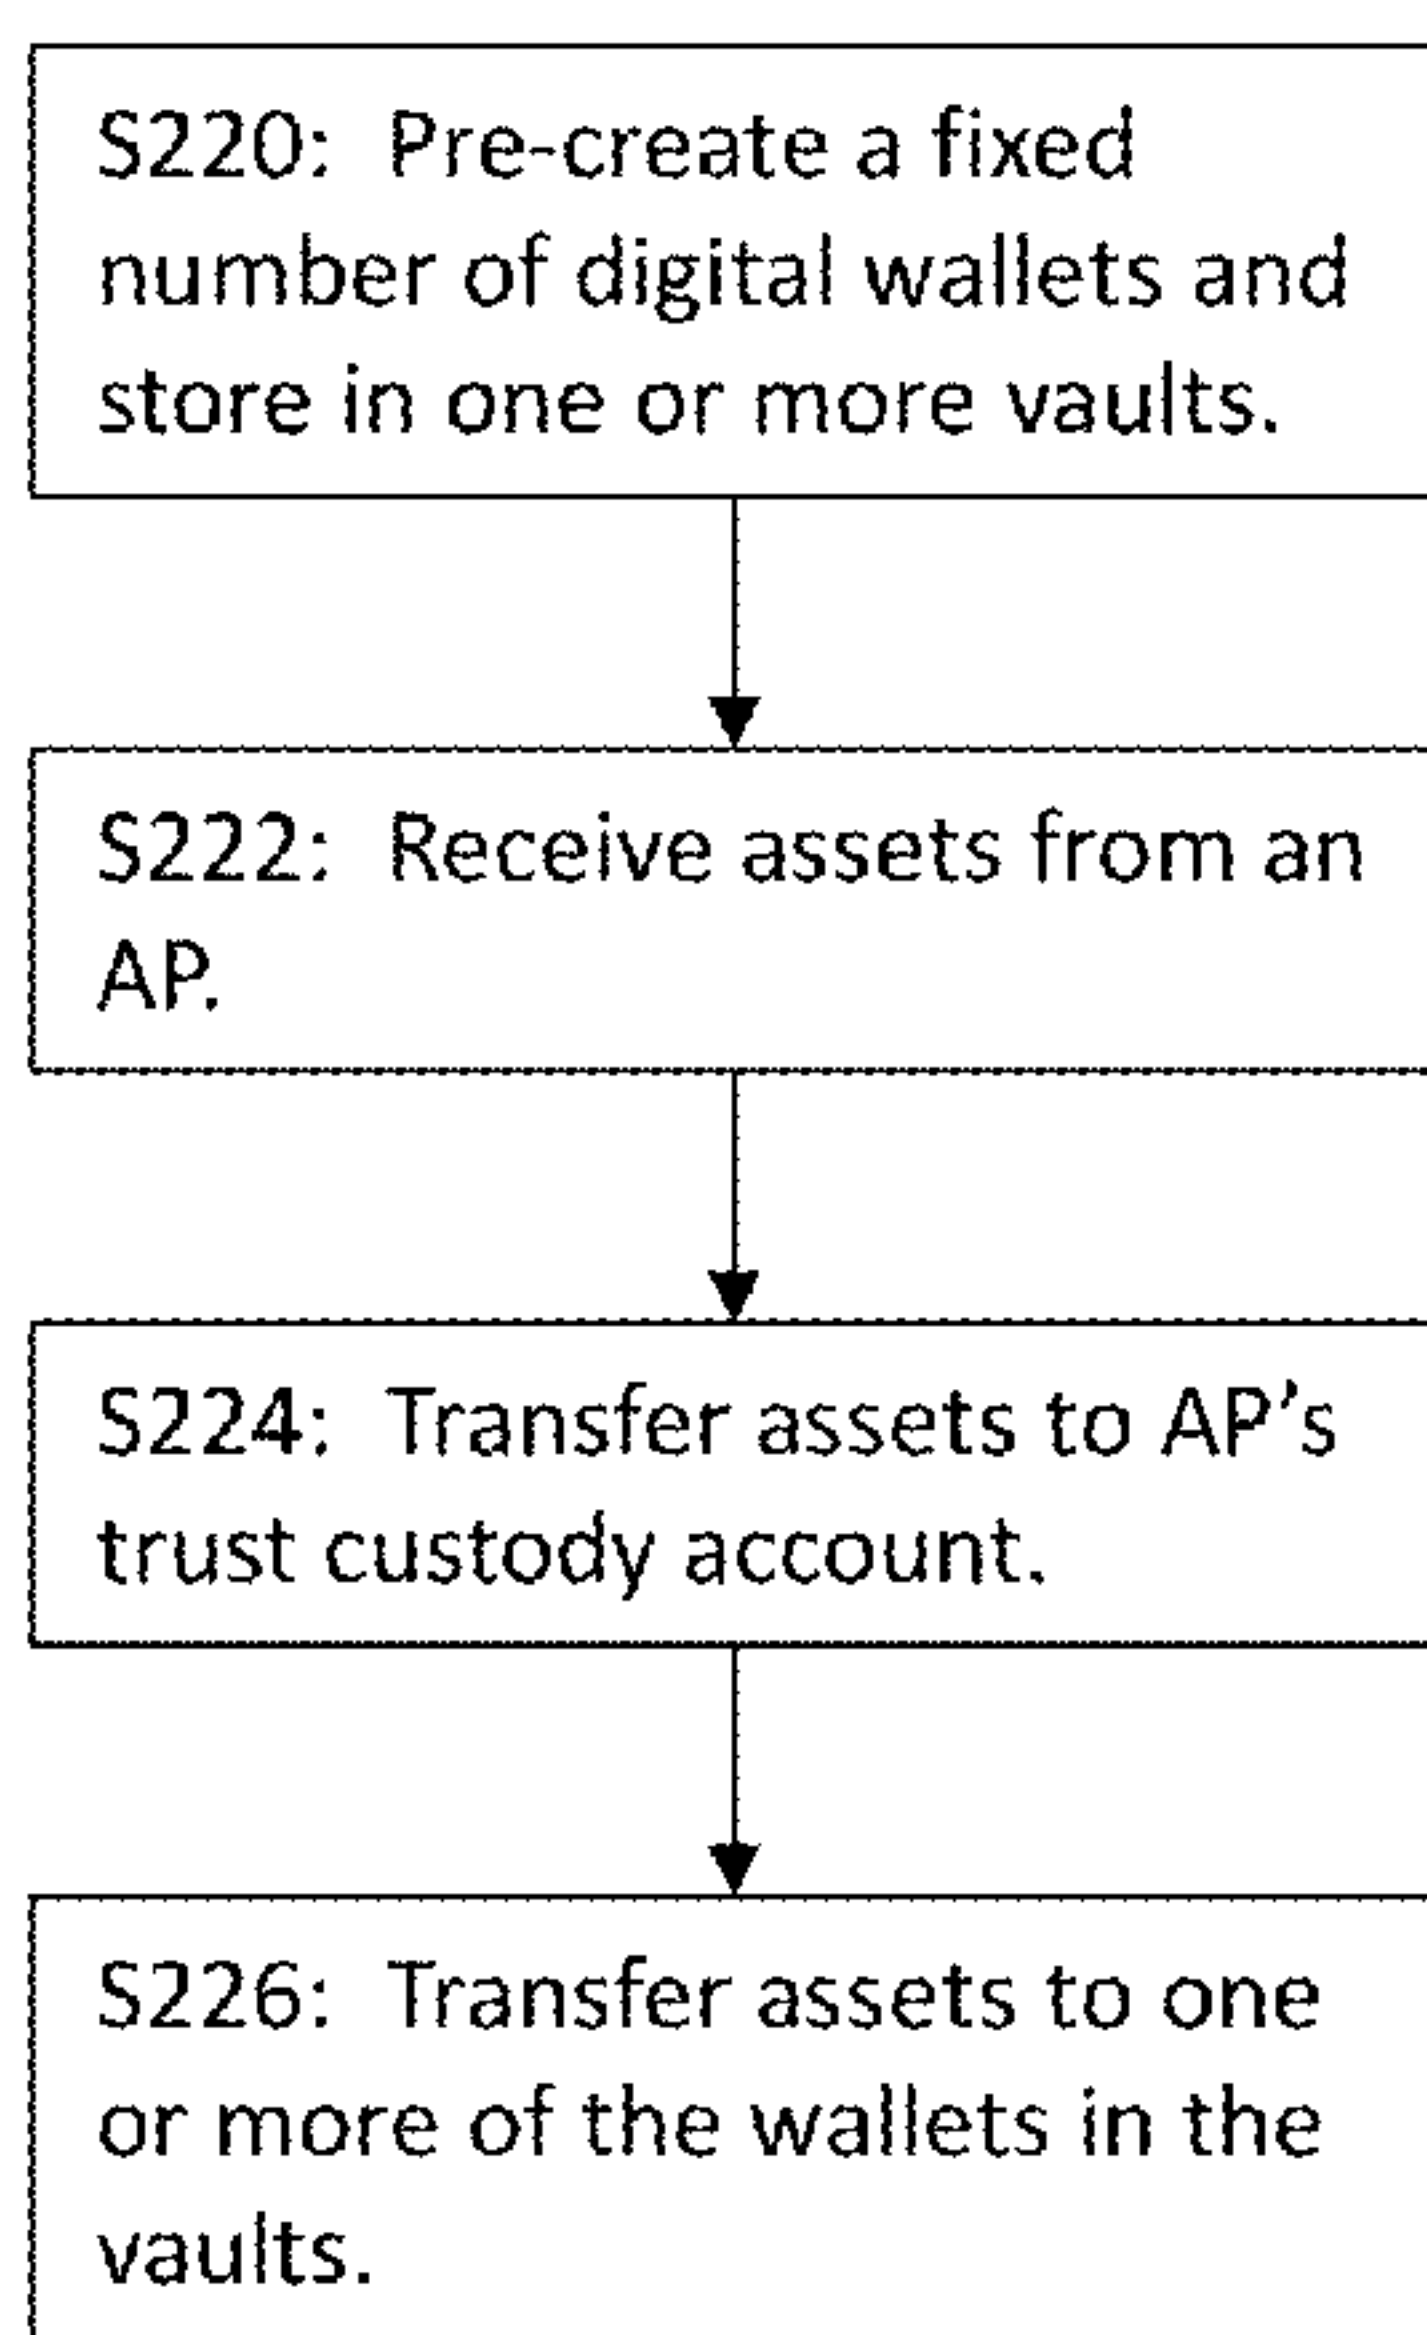 S220: Pre-create a fixed
number of digital wallets and
store in one or more vaults.
S222: Receive assets from an
AP.
S224: Transfer assets to AP's
trust custody account.
S226: Transfer assets to one
or more of the wallets in the
vaults.